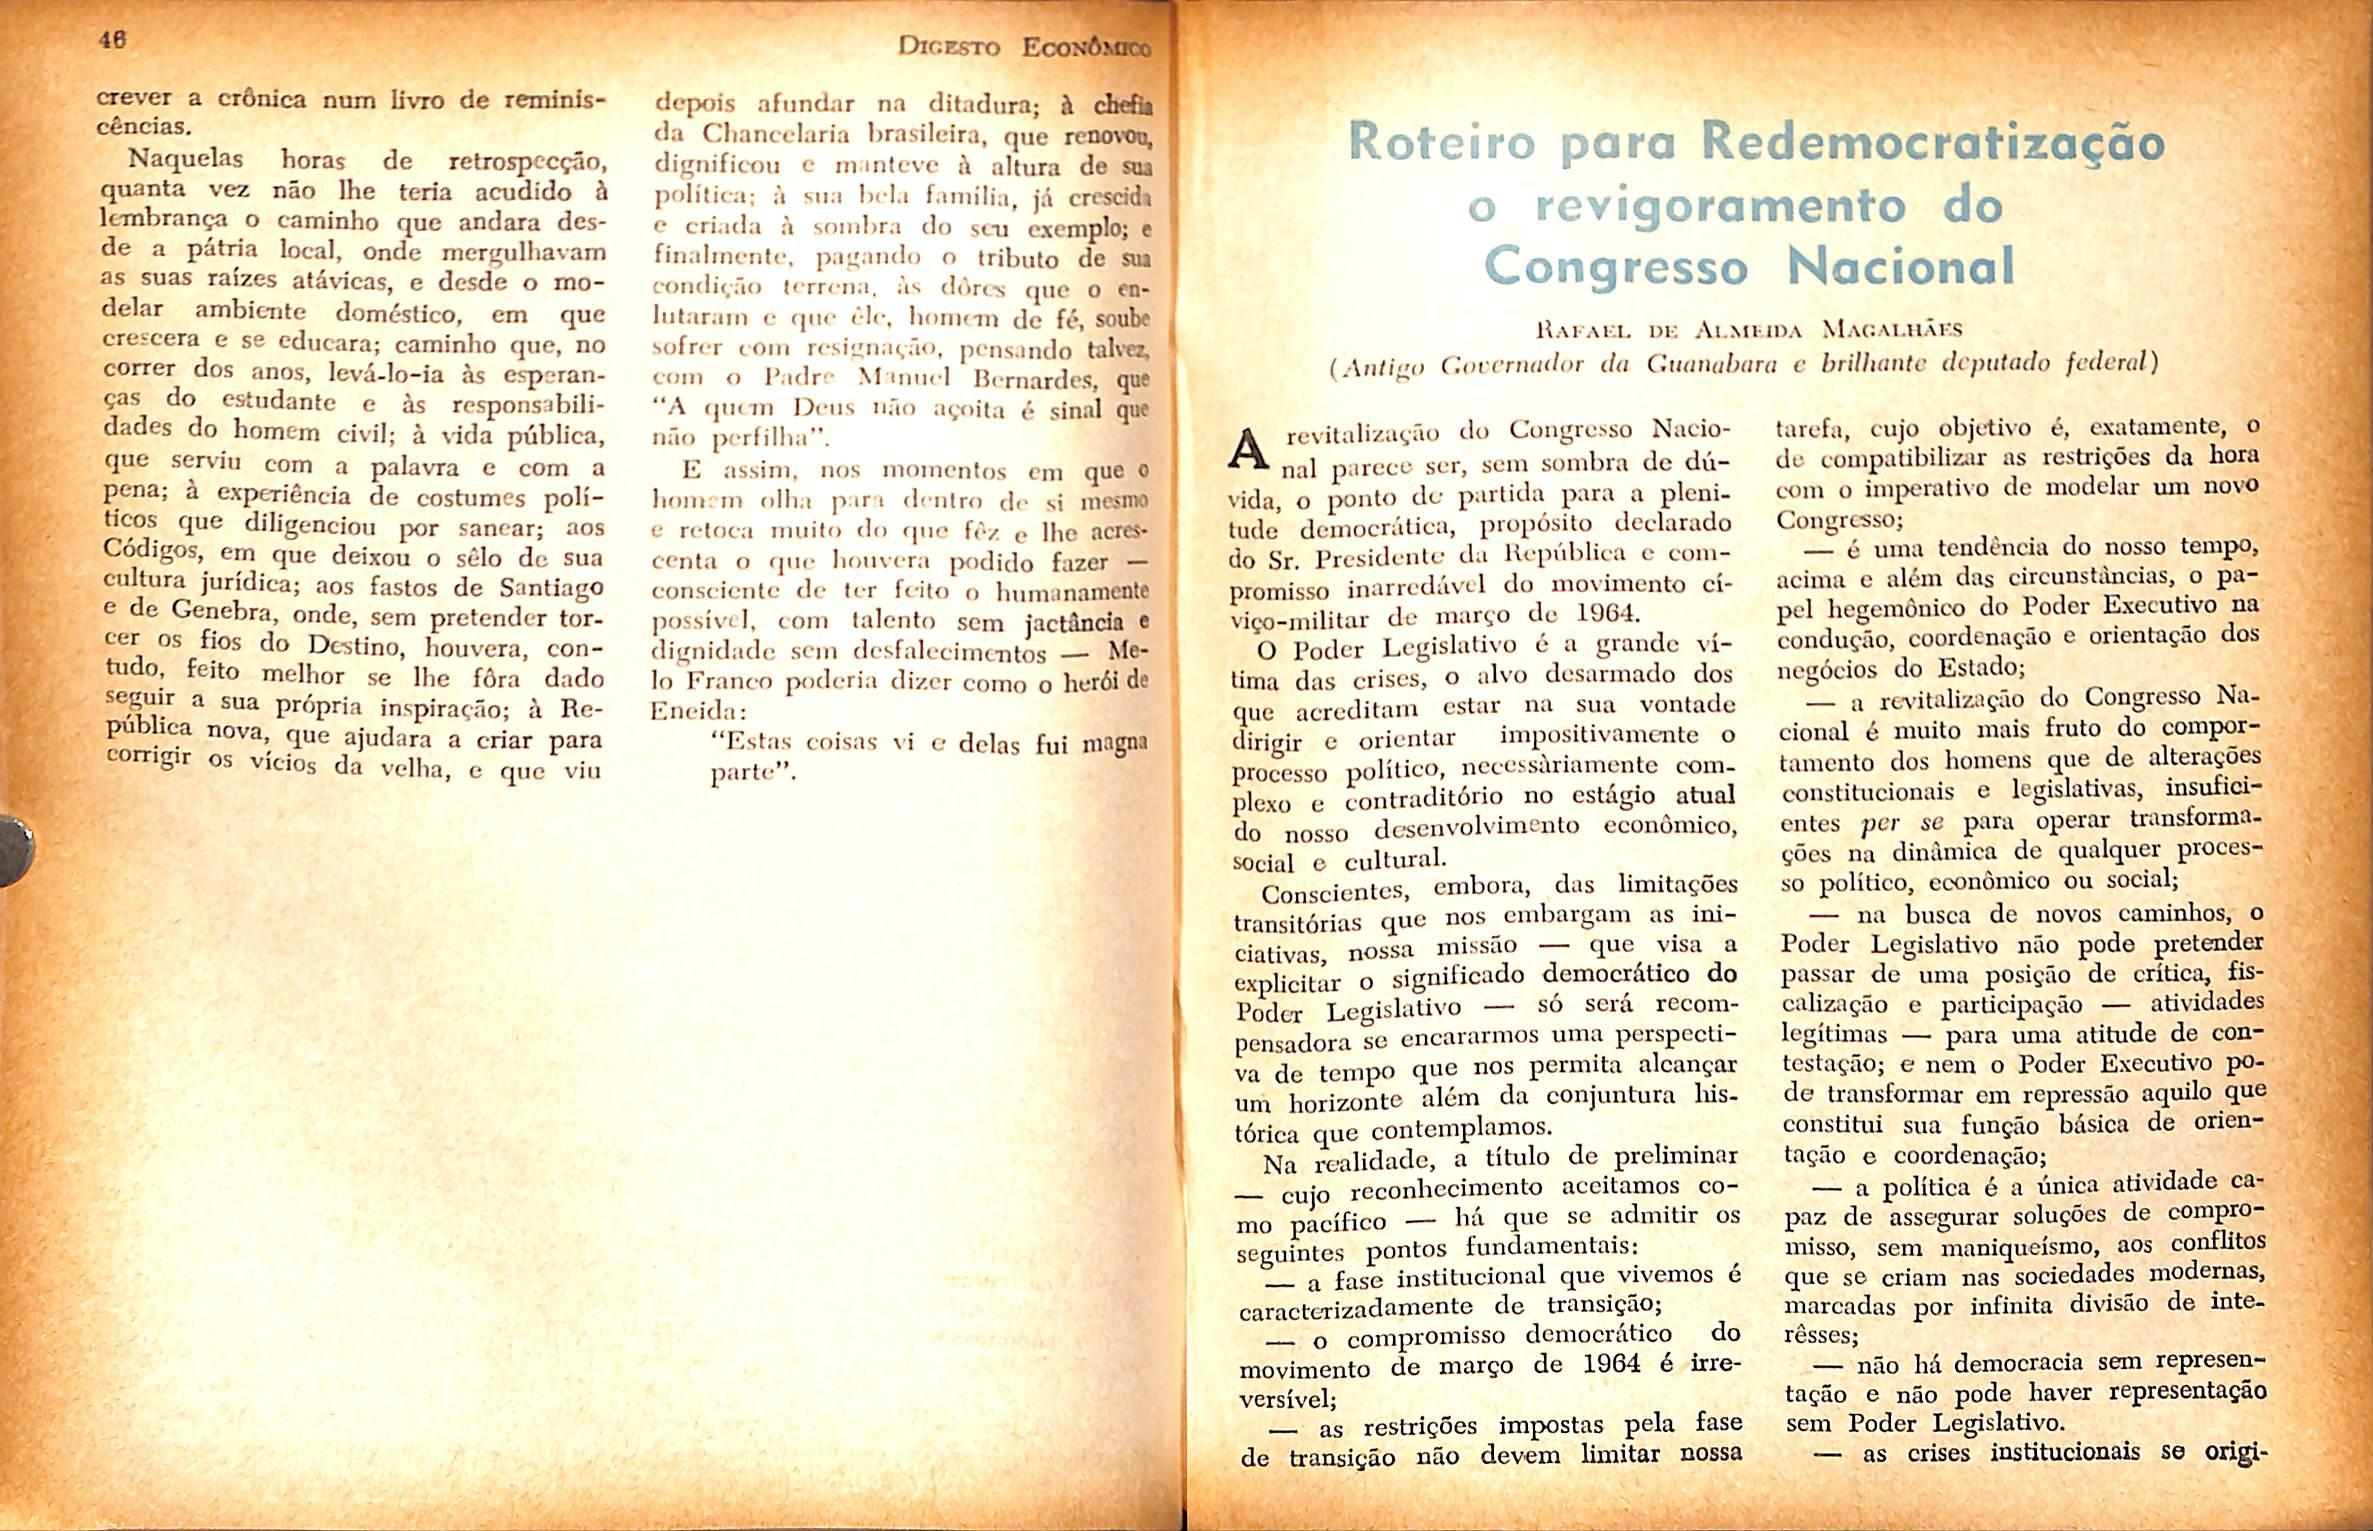 46
DIGESTO ECONÔMICO
crever a crônica num livro de reminis-
cências.
Naquelas horas de retrospecção,
quanta vez não lhe teria acudido à
lembrança o caminho que andara des-
de a pátria local, onde mergulhavam
as suas raízes atávicas, e desde o mo-
delar ambiente doméstico, em que
crescera e se educara; caminho que, no
correr dos anos, levá-lo-ia às esperan-
ças do estudante e às responsabili-
dades do homem civil; à vida pública,
que serviu com a palavra e com a
pena; à experiência de costumes polí-
ticos que diligenciou por sanear; aos
Códigos, em que deixou o sêlo de sua
cultura jurídica; aos fastos de Santiago
e de Genebra, onde, sem pretender tor-
cer os fios do Destino, houvera, con-
tudo, feito melhor se lhe fôra dado
seguir a sua própria inspiração; à Re-
pública nova, que ajudara a criar para
corrigir os vícios da velha, e que viu
depois afundar na ditadura; à chefia
da Chancelaria brasileira, que renovou,
dignificou e manteve à altura de sua
política; à sua bela família, já crescida
e criada à sombra do seu exemplo; e
finalmente, pagando o tributo de sua
condição terrena, às dôres que o en-
lutaram e que êle, homem de fé, soube
sofrer com resignação, pensando talvez,
com o Padre Manuel Bernardes, que
"A quem Deus não açoita é sinal que
não perfilha".
E assim, nos momentos em que o
homem olha para dentro de si mesmo
e retoca muito do que fêz e lhe acres-
centa o que houvera podido fazer —
consciente de ter feito o humanamente
possível, com talento sem jactância e
dignidade sem desfalecimentos — Me-
lo Franco poderia dizer como o herói de
Eneida:
"Estas coisas vi e delas fui magna
parte".
Roteiro para Redemocratização
o revigoramento do
Congresso Nacional
RAFAEL DE ALMEIDA MAGALHÃES
(Antigo Governador da Guanabara e brilhante deputado federal)
A revitalização do Congresso Nacio-
nal parece ser, sem sombra de dú-
vida, o ponto de partida para a pleni-
tude democrática, propósito declarado
do Sr. Presidente da República e com-
promisso inarredável do movimento cí-
viço-militar de março de 1964.
O Poder Legislativo é a grande ví-
tima das crises, o alvo desarmado dos
que acreditam estar na sua vontade
dirigir e orientar impositivamente o
processo político, necessàriamente com-
plexo e contraditório no estágio atual
do nosso desenvolvimento econômico,
social e cultural.
Conscientes, embora, das limitações
transitórias que nos embargam as ini-
ciativas, nossa missão — que visa a
explicitar o significado democrático do
Poder Legislativo — só será recom-
pensadora se encararmos uma perspecti-
va de tempo que nos permita alcançar
um horizonte além da conjuntura his-
tórica que contemplamos.
Na realidade, a título de preliminar
— cujo reconhecimento aceitamos co-
mo pacífico — há que se admitir os
seguintes pontos fundamentais:
— a fase institucional que vivemos é
caracterizadamente de transição;
— o compromisso democrático do
movimento de março de 1964 é irre-
versível;
— as restrições impostas pela fase
de transição não devem limitar nossa
tarefa, cujo objetivo é, exatamente, o
de compatibilizar as restrições da hora
com o imperativo de modelar um novo
Congresso;
— é uma tendência do nosso tempo,
acima e além das circunstâncias, o pa-
pel hegemônico do Poder Executivo na
condução, coordenação e orientação dos
negócios do Estado;
— a revitalização do Congresso Na-
cional é muito mais fruto do compor-
tamento dos homens que de alterações
constitucionais e legislativas, insufici-
entes per se para operar transforma-
ções na dinâmica de qualquer proces-
so político, econômico ou social;
— na busca de novos caminhos, o
Poder Legislativo não pode pretender
passar de uma posição de crítica, fis-
calização e participação — atividades
legítimas — para uma atitude de con-
testação; e nem o Poder Executivo po-
de transformar em repressão aquilo que
constitui sua função básica de orien-
tação e coordenação;
— a política é a única atividade ca-
paz de assegurar soluções de compro-
misso, sem maniqueísmo, aos conflitos
que se criam nas sociedades modernas,
marcadas por infinita divisão de inte-
rêsses;
— não há democracia sem represen-
tação e não pode haver representação
sem Poder Legislativo.
— as crises institucionais se origi-